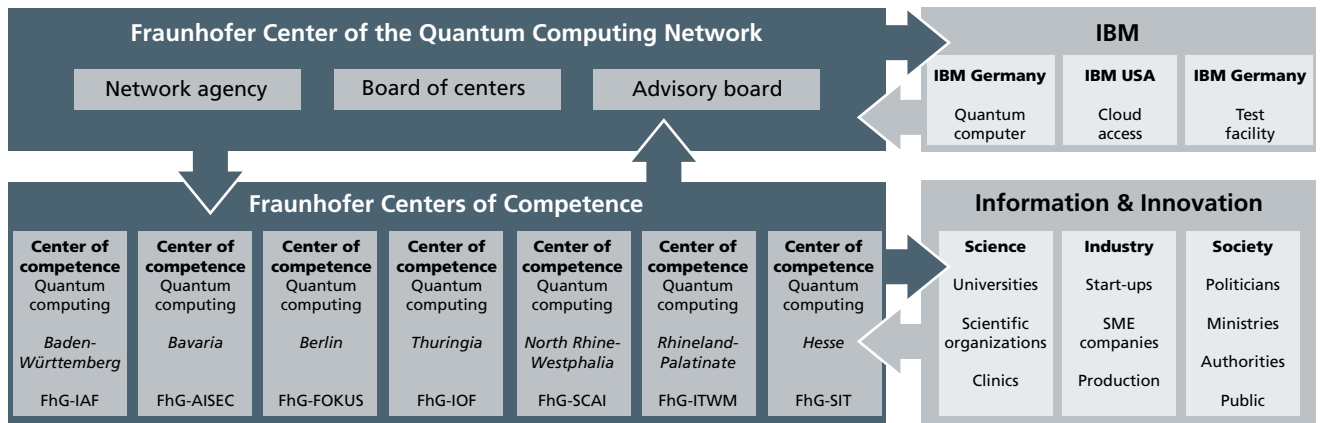 Fraunhofer Center of the Quantum Computing Network
Network agency
Board of centers
Advisory board
IBM
IBM Germany
Quantum
computer
IBM USA
Cloud
access
IBM Germany
Test
facility
Fraunhofer Centers of Competence
Center of
competence
Quantum
computing
Baden-
Württemberg
FhG-IAF
Center of
competence
Quantum
computing
Bavaria
FhG-AISEC
Center of
competence
Quantum
computing
Berlin
FhG-FOKUS
Center of
competence
Quantum
computing
Thuringia
FhG-IOF
Center of
competence
Quantum
computing
North Rhine-
Westphalia
FhG-SCAI
Center of
competence
Quantum
computing
Rhineland-
Palatinate
FhG-ITWM
Center of
competence
Quantum
computing
Hesse
FhG-SIT
Information & Innovation
Science
Universities
Scientific
organizations
Clinics
Industry
Start-ups
SME
companies
Production
Society
Politicians
Ministries
Authorities
Public